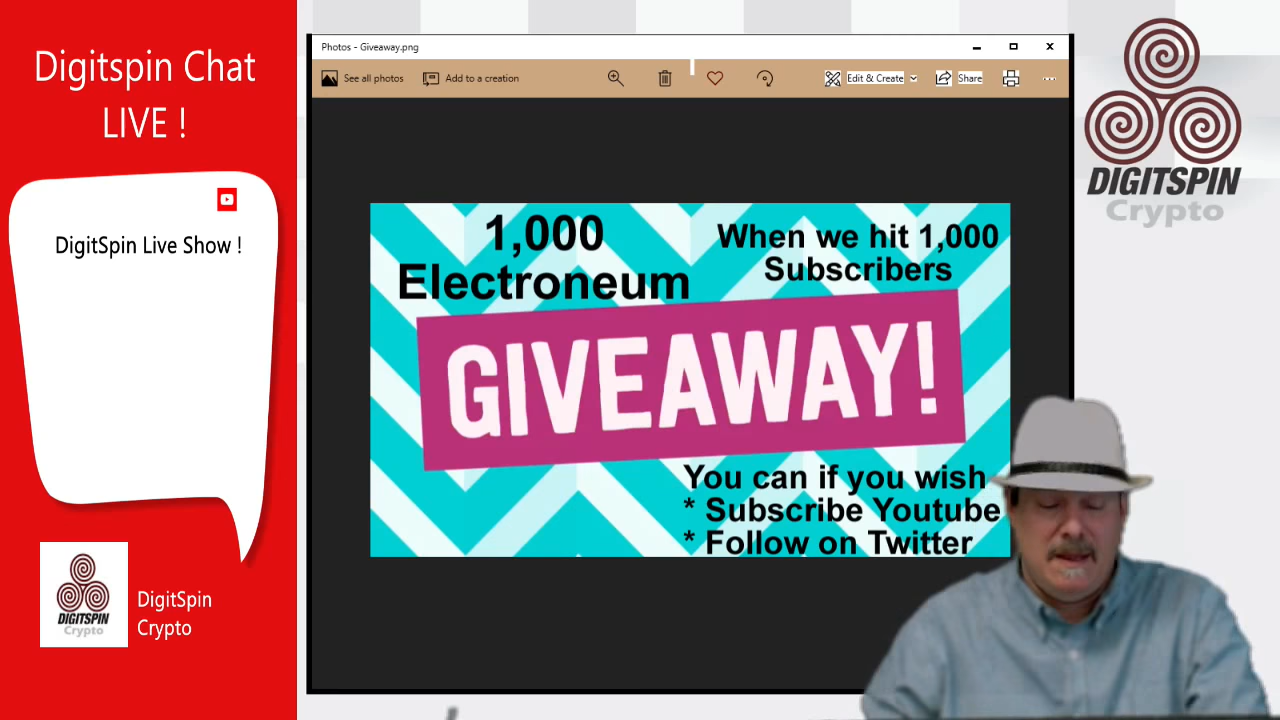 Digitspin Chat
LIVE !
DigitSpin Live Show !
DIGITSPIN
Crypto
DigitSpin
Crypto
Photos - Giveaway.png
See all photos
Add to a creation
Edit & Create
Share
1,000
Electroneum
When we hit 1,000
Subscribers
GIVEAWAY!
You can if you wish
* Subscribe Youtube
* Follow on Twitter
DIGITSPIN
Crypto